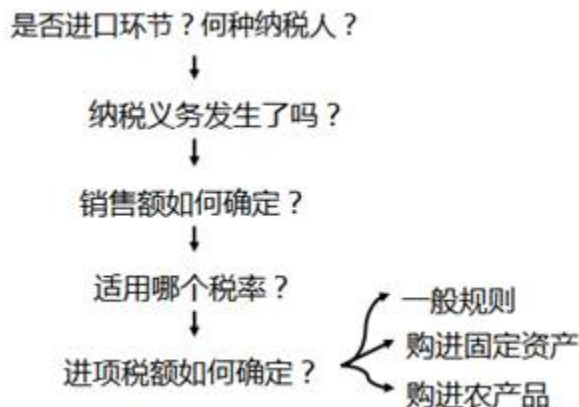 是否进口环节？何种纳税人？
纳税义务发生了吗？
销售额如何确定？
适用哪个税率？
进项税额如何确定？
一般规则
购进固定资产
购进农产品